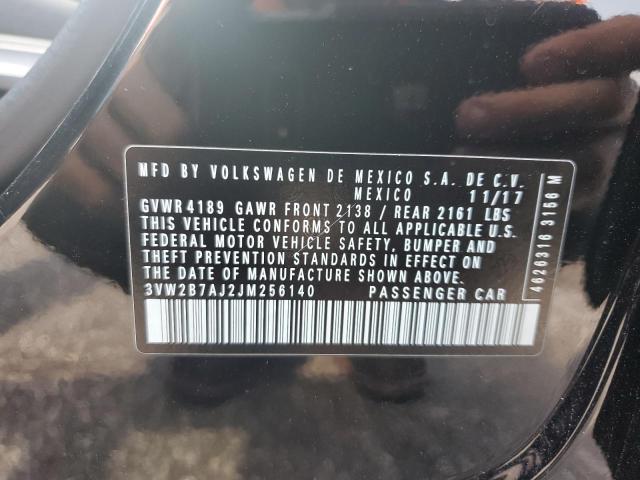 MFD BY VOLKSWAGEN DE MEXICO S.A. DE C.V.
MEXICO 11/17
GVWR 4189 GAWR FRONT 2138 / REAR 2161 LBS
THIS VEHICLE CONFORMS TO ALL APPLICABLE U.S.
FEDERAL MOTOR VEHICLE SAFETY, BUMPER AND
THEFT PREVENTION STANDARDS IN EFFECT ON
THE DATE OF MANUFACTURE SHOWN ABOVE.
3VW2B7AJ2JM256140 PASSENGER CAR
4626316 3156 M